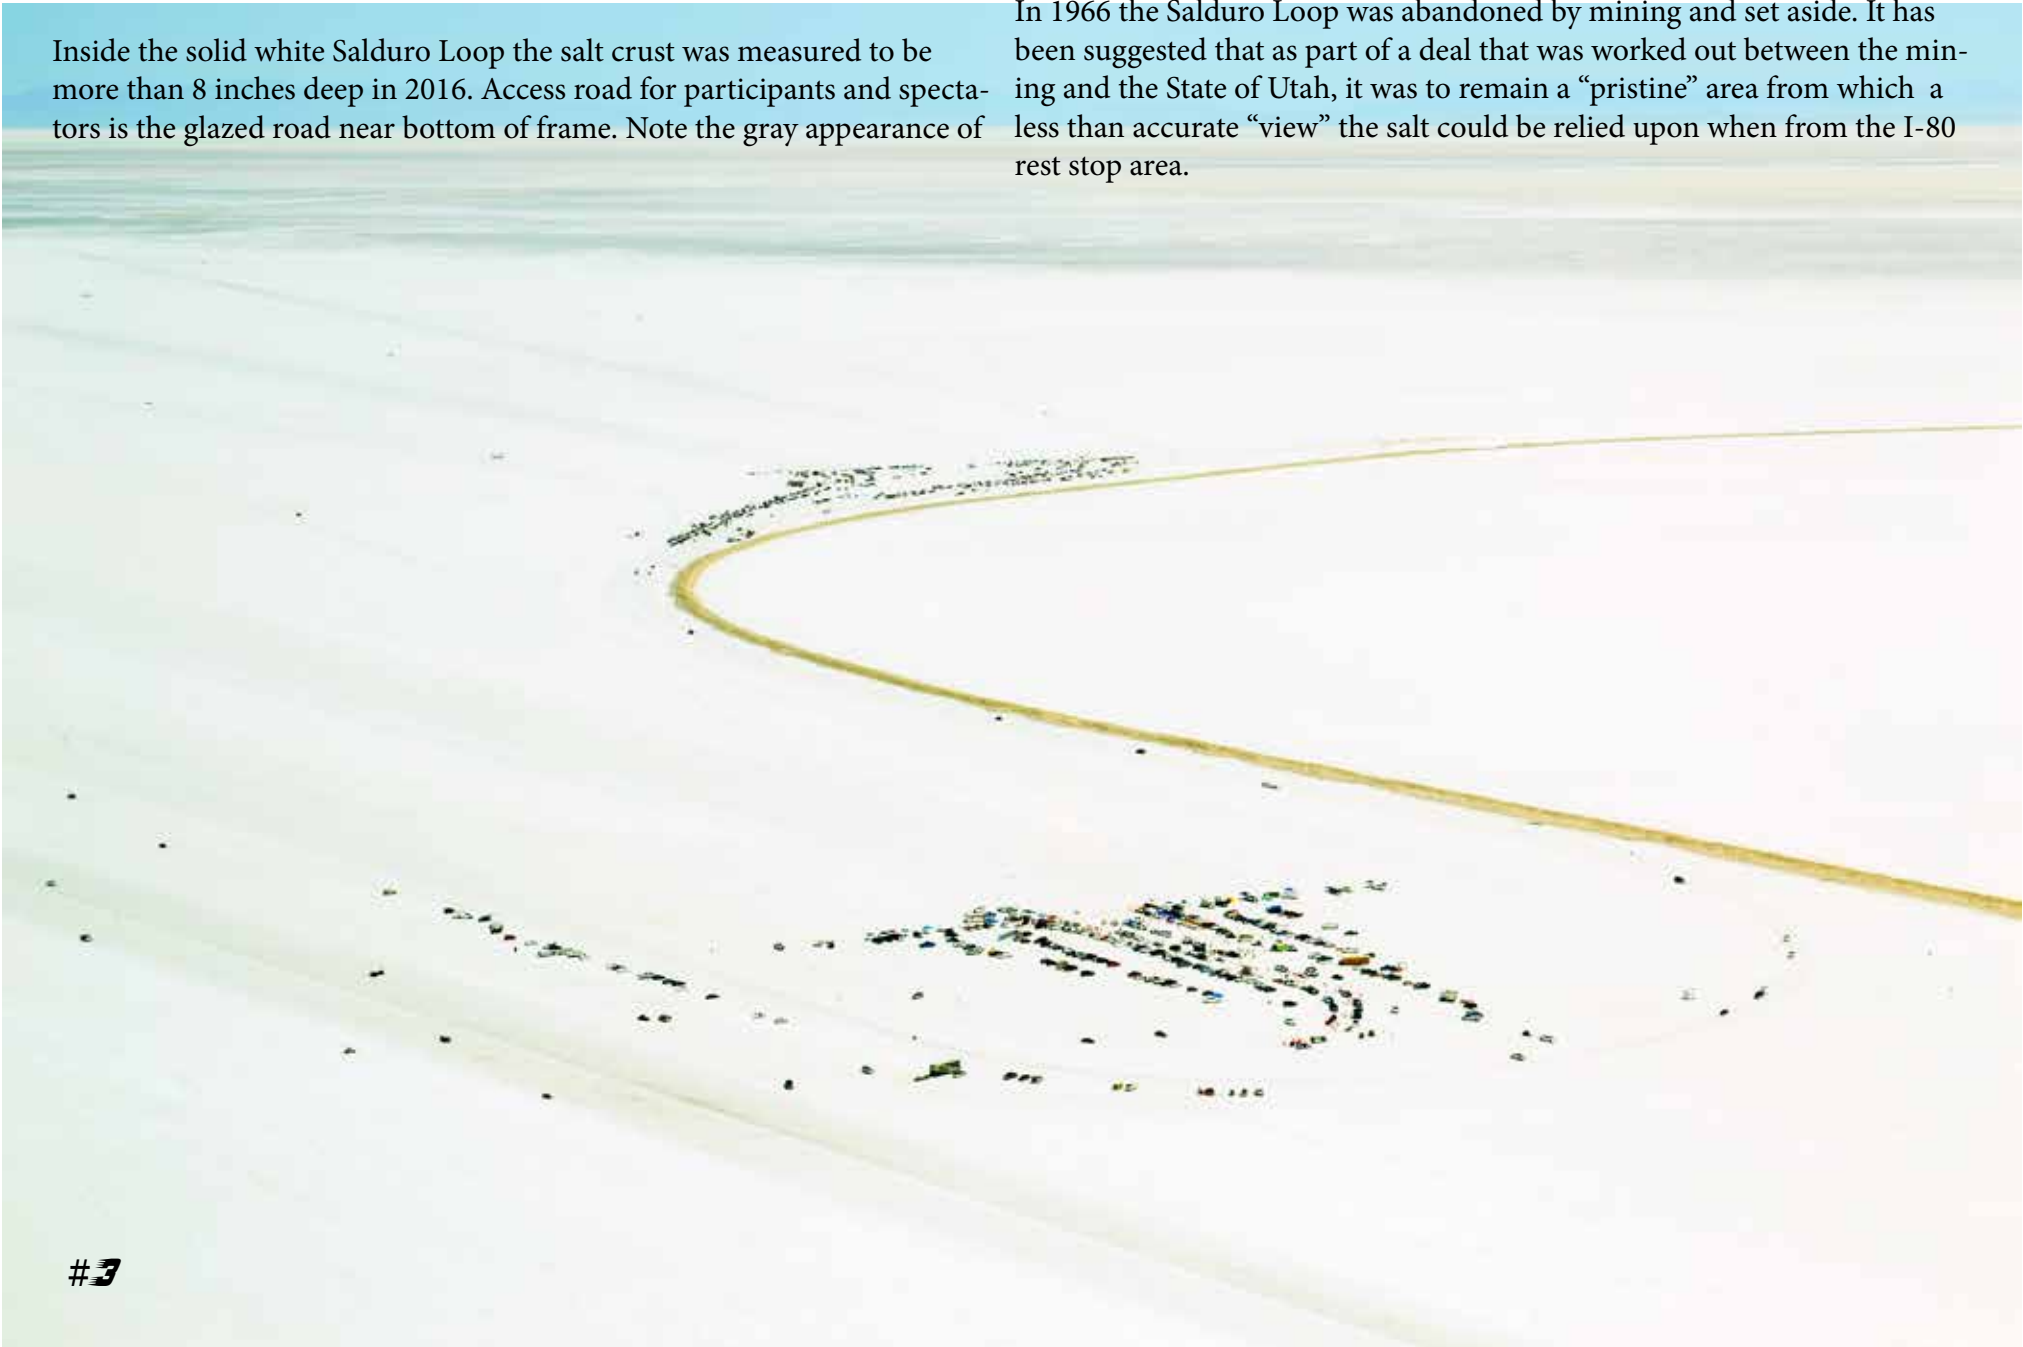 Inside the solid white Salduro Loop the salt crust was measured to be
more than 8 inches deep in 2016. Access road for participants and specta-
tors is the glazed road near bottom of frame. Note the gray appearance of
In 1966 the Salduro Loop was abandoned by mining and set aside. It has
been suggested that as part of a deal that was worked out between the min-
ing and the State of Utah, it was to remain a “pristine” area from which  a
less than accurate “view” the salt could be relied upon when from the I-80
rest stop area.
#3